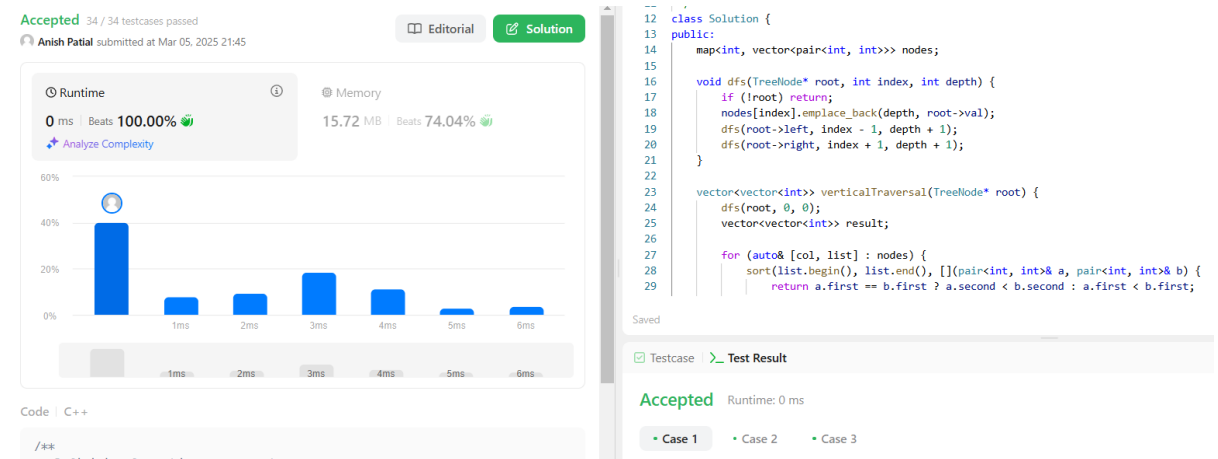 Accepted 34 / 34 testcases passed
Anish Patial submitted at Mar 05, 2025 21:45
Editorial
Solution
Runtime
0 ms Beats 100.00%
Analyze Complexity
Memory
15.72 MB Beats 74.04%
60%
40%
20%
0%
1ms 2ms 3ms 4ms 5ms 6ms
1ms 2ms 3ms 4ms 5ms 6ms
Code C++
/**
12 class Solution {
13 public:
14 map<int, vector<pair<int, int>>> nodes;
15
16 void dfs(TreeNode* root, int index, int depth) {
17 if (!root) return;
18 nodes[index].emplace_back(depth, root->val);
19 dfs(root->left, index - 1, depth + 1);
20 dfs(root->right, index + 1, depth + 1);
21 }
22
23 vector<vector<int>> verticalTraversal(TreeNode* root) {
24 dfs(root, 0, 0);
25 vector<vector<int>> result;
26
27 for (auto& [col, list] : nodes) {
28 sort(list.begin(), list.end(), [](pair<int, int>& a, pair<int, int>& b) {
29 return a.first == b.first ? a.second < b.second : a.first < b.first;
Saved
Testcase
Test Result
Accepted Runtime: 0 ms
Case 1 Case 2 Case 3